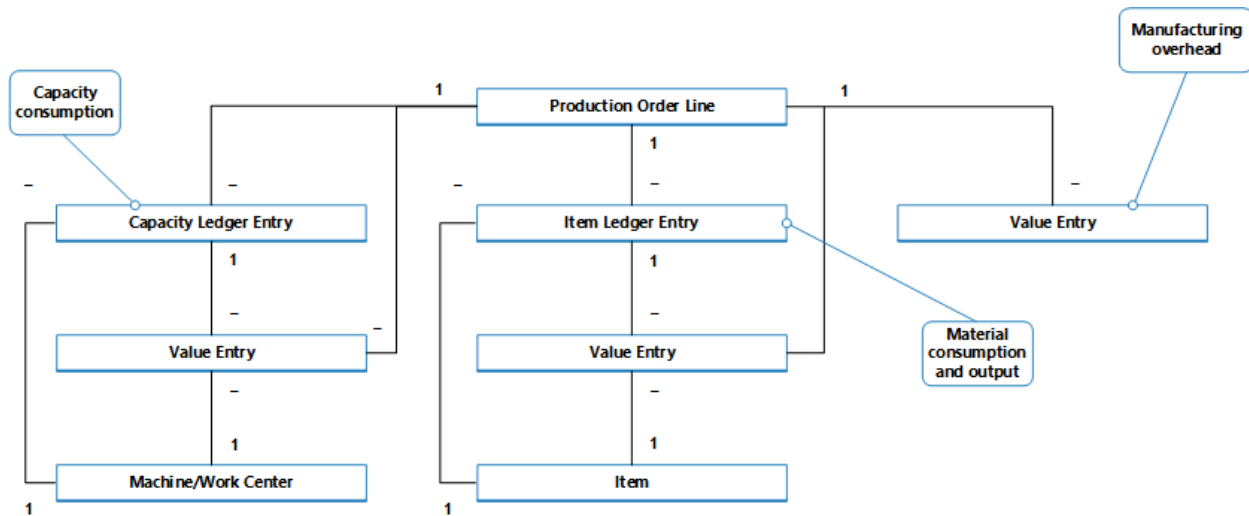 Manufacturing
overhead
Capacity
consumption
1
Production Order Line
1
1
–
–
–
–
–
Capacity Ledger Entry
Item Ledger Entry
Value Entry
1
1
–
–
–
Material
consumption
and output
Value Entry
Value Entry
–
–
1
1
Machine/Work Center
Item
1
1